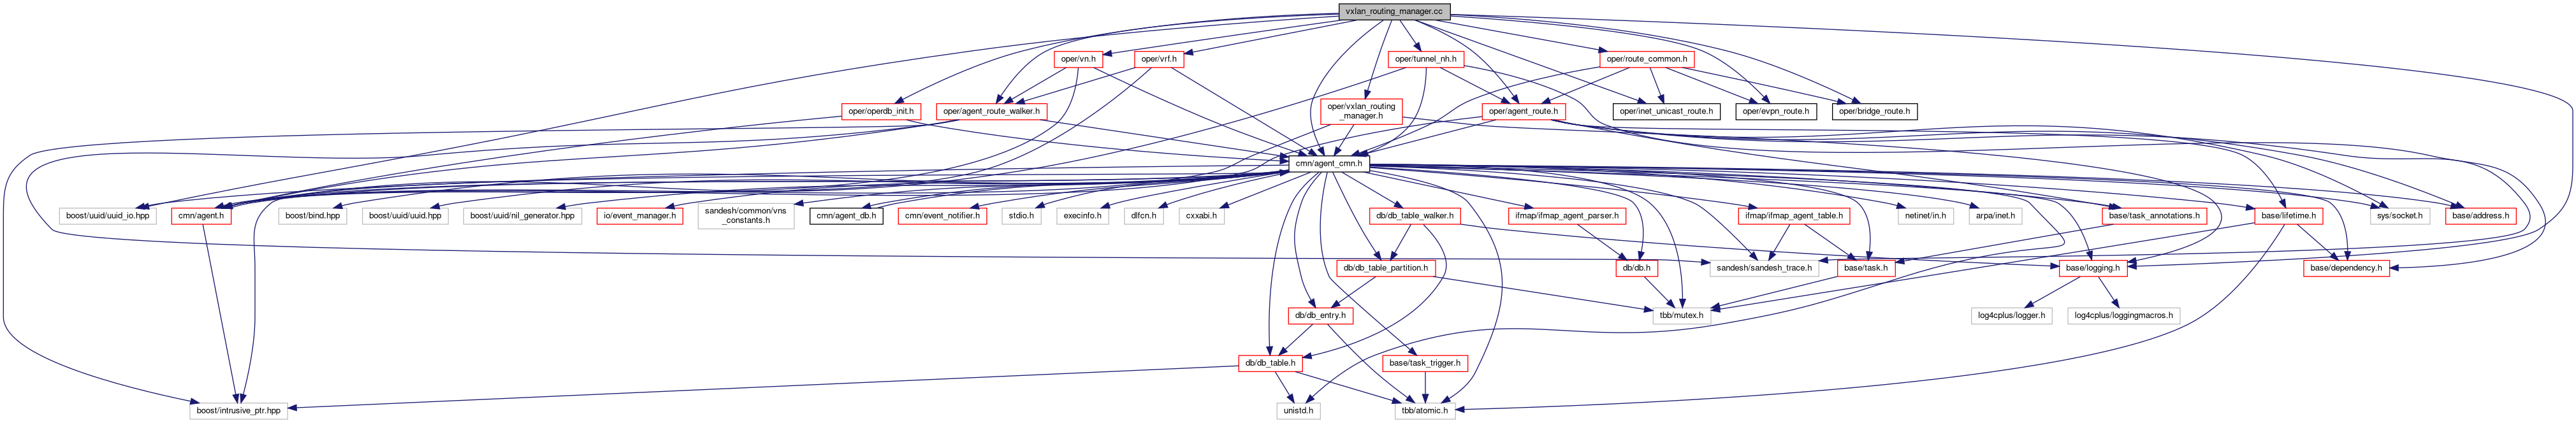 vxlan_routing_manager.cc
oper/vn.h
oper/vrf.h
oper/tunnel_nh.h
oper/route_common.h
oper/operdb_init.h
oper/agent_route_walker.h
oper/vxlan_routing
_manager.h
oper/agent_route.h
oper/inet_unicast_route.h
oper/evpn_route.h
oper/bridge_route.h
cmn/agent_cmn.h
boost/uuid/uuid_io.hpp
cmn/agent.h
boost/bind.hpp
boost/uuid/uuid.hpp
boost/uuid/nil_generator.hpp
io/event_manager.h
sandesh/common/vns
_constants.h
cmn/agent_db.h
cmn/event_notifier.h
stdio.h
execinfo.h
dlfcn.h
cxxabi.h
db/db_table_walker.h
ifmap/ifmap_agent_parser.h
ifmap/ifmap_agent_table.h
netinet/in.h
arpa/inet.h
base/task_annotations.h
base/lifetime.h
sys/socket.h
base/address.h
db/db_table_partition.h
db/db.h
sandesh/sandesh_trace.h
base/task.h
base/logging.h
base/dependency.h
db/db_entry.h
tbb/mutex.h
log4cplus/logger.h
log4cplus/loggingmacros.h
db/db_table.h
base/task_trigger.h
boost/intrusive_ptr.hpp
unistd.h
tbb/atomic.h